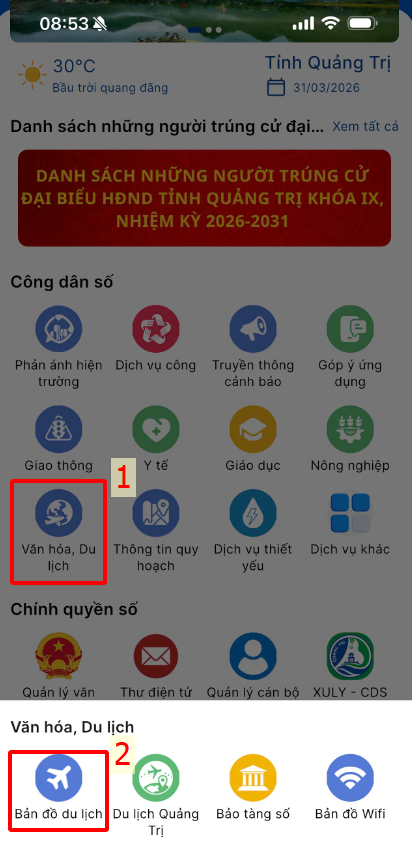 08:53
30°C
Bầu trời quang đãng
Tỉnh Quảng Trị
31/03/2026
Danh sách những người trúng cử đại... Xem tất cả
DANH SÁCH NHỮNG NGƯỜI TRÚNG CỬ
ĐẠI BIỂU HĐND TỈNH QUẢNG TRỊ KHÓA IX,
NHIỆM KỲ 2026-2031
Công dân số
Phản ánh hiện
trường
Dịch vụ công
Truyền thông
cảnh báo
Góp ý ứng
dụng
Giao thông
Y tế
Giáo dục
Nông nghiệp
1
Văn hóa, Du
lịch
Thông tin quy
hoạch
Dịch vụ thiết
yếu
Dịch vụ khác
Chính quyền số
Quản lý văn
Thư điện tử
Quản lý cán bộ
XULY - CDS
Văn hóa, Du lịch
2
Bản đồ du lịch
Du lịch Quảng
Trị
Bảo tàng số
Bản đồ Wifi